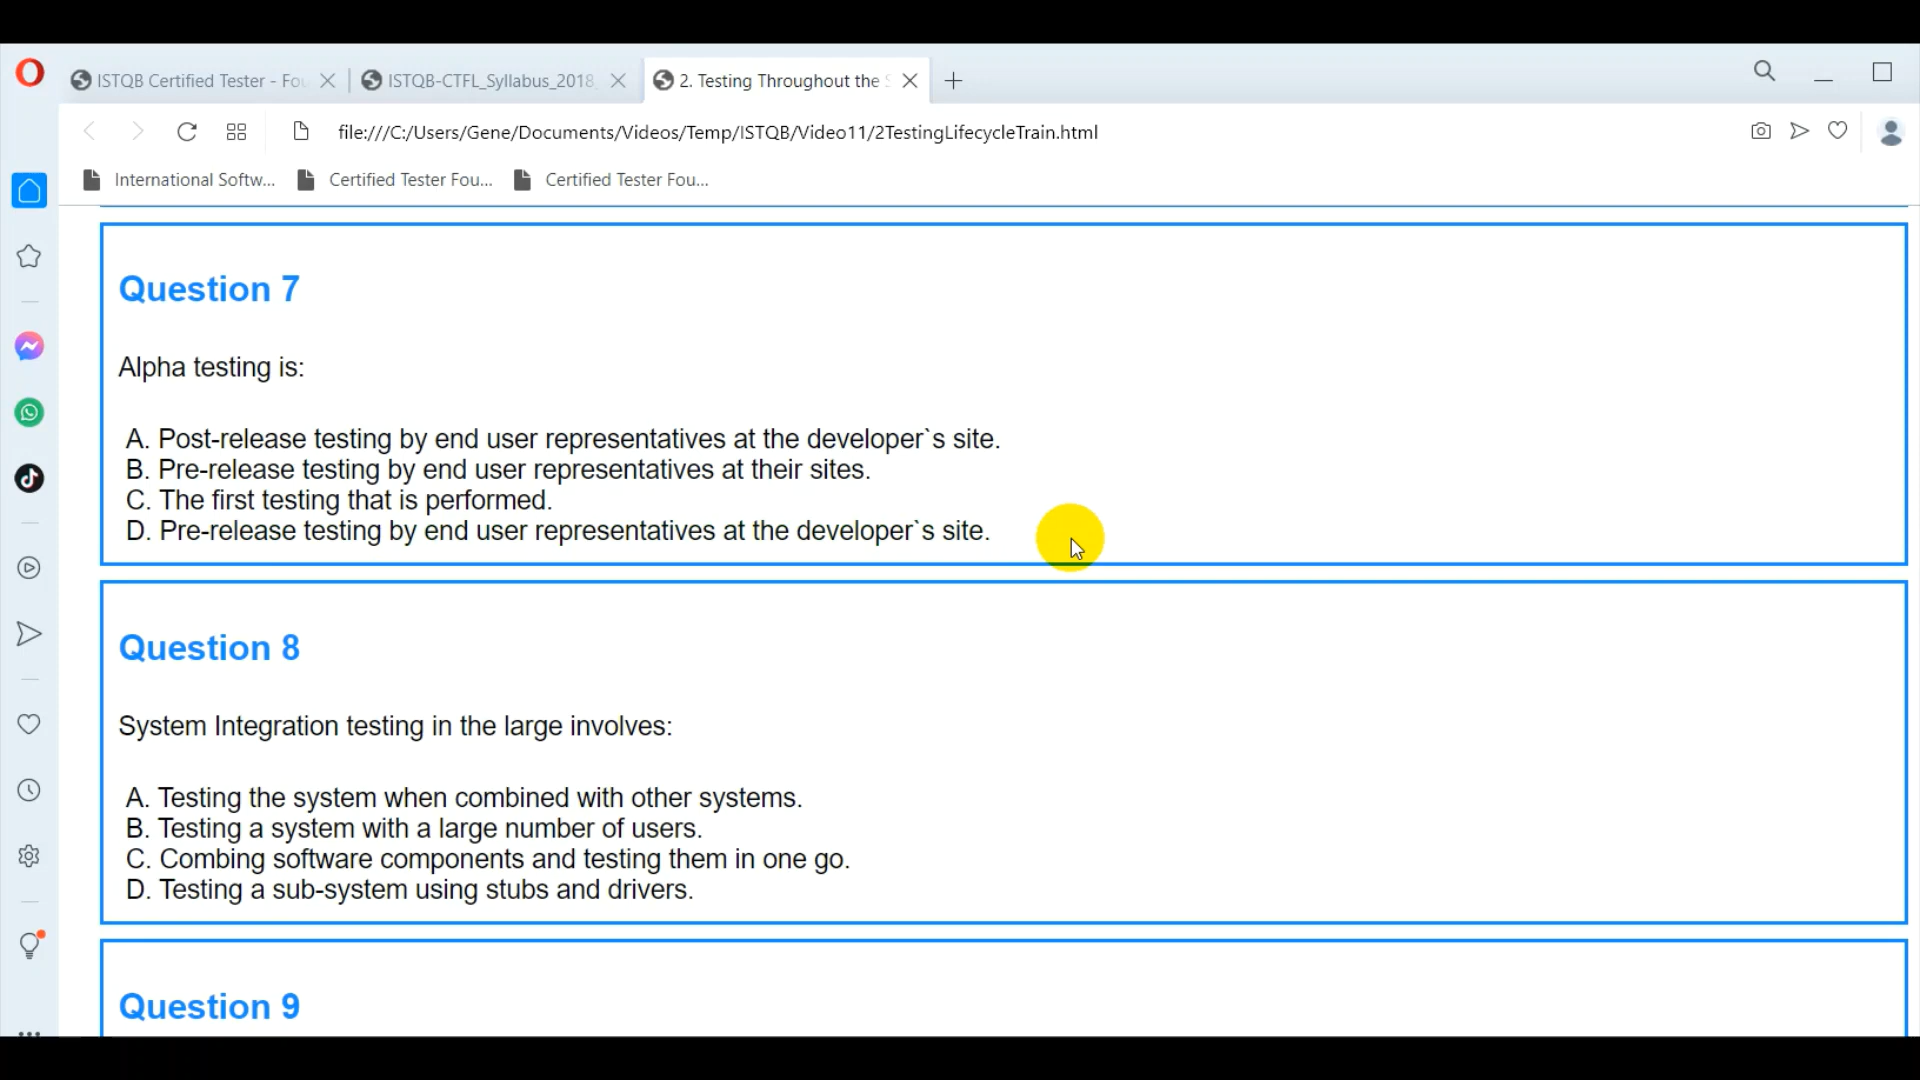 ISTQB Certified Tester - Fou
ISTQB-CTFL_Syllabus_2018
2. Testing Throughout the S
file:///C:/Users/Gene/Documents/Videos/Temp/ISTQB/Video11/2TestingLifecycleTrain.html
International Softw...
Certified Tester Fou...
Certified Tester Fou...
Question 7
Alpha testing is:
A. Post-release testing by end user representatives at the developer`s site.
B. Pre-release testing by end user representatives at their sites.
C. The first testing that is performed.
D. Pre-release testing by end user representatives at the developer`s site.
Question 8
System Integration testing in the large involves:
A. Testing the system when combined with other systems.
B. Testing a system with a large number of users.
C. Combing software components and testing them in one go.
D. Testing a sub-system using stubs and drivers.
Question 9